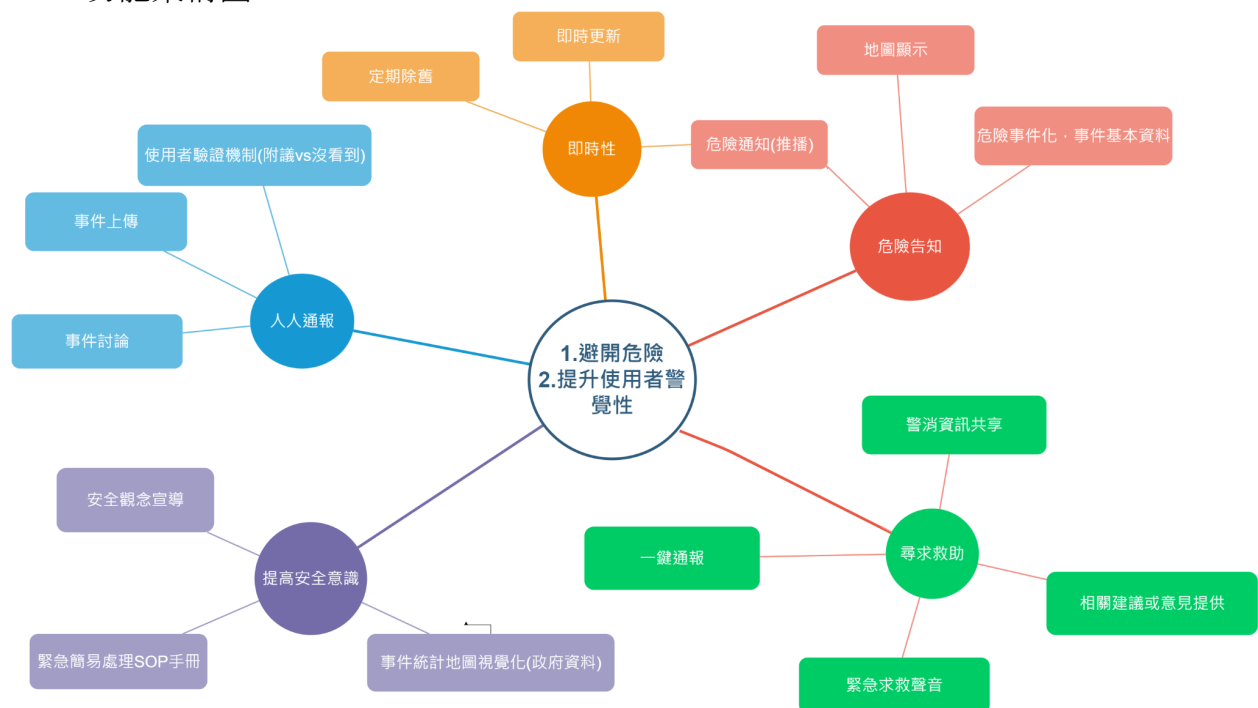 功能架構圖
即時更新
定期除舊
即時性
危險通知(推播)
地圖顯示
危險事件化，事件基本資料
危險告知
使用者驗證機制(附議vs沒看到)
事件上傳
事件討論
人人通報
1.避開危險
2.提升使用者警
覺性
警消資訊共享
一鍵通報
尋求救助
相關建議或意見提供
緊急求救聲音
安全觀念宣導
提高安全意識
緊急簡易處理SOP手冊
事件統計地圖視覺化(政府資料)